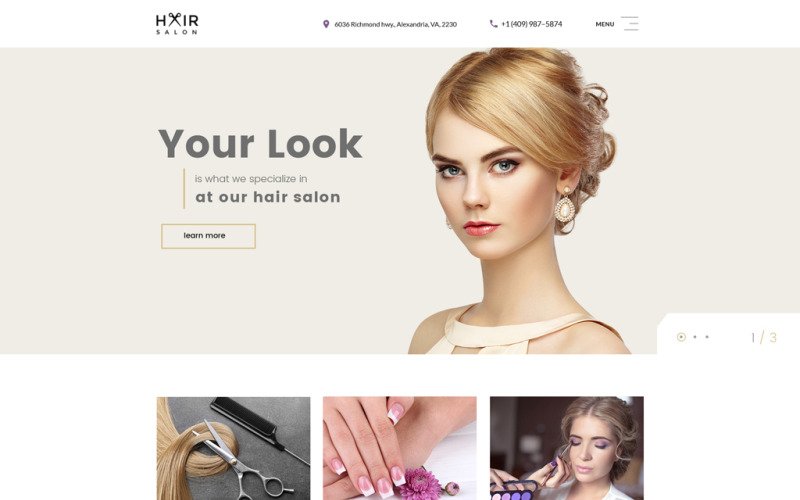 HAIR
SALON
6036 Richmond hwy., Alexandria, VA, 2230
+1 (409) 987–5874
MENU
Your Look
is what we specialize in
at our hair salon
learn more
1 / 3